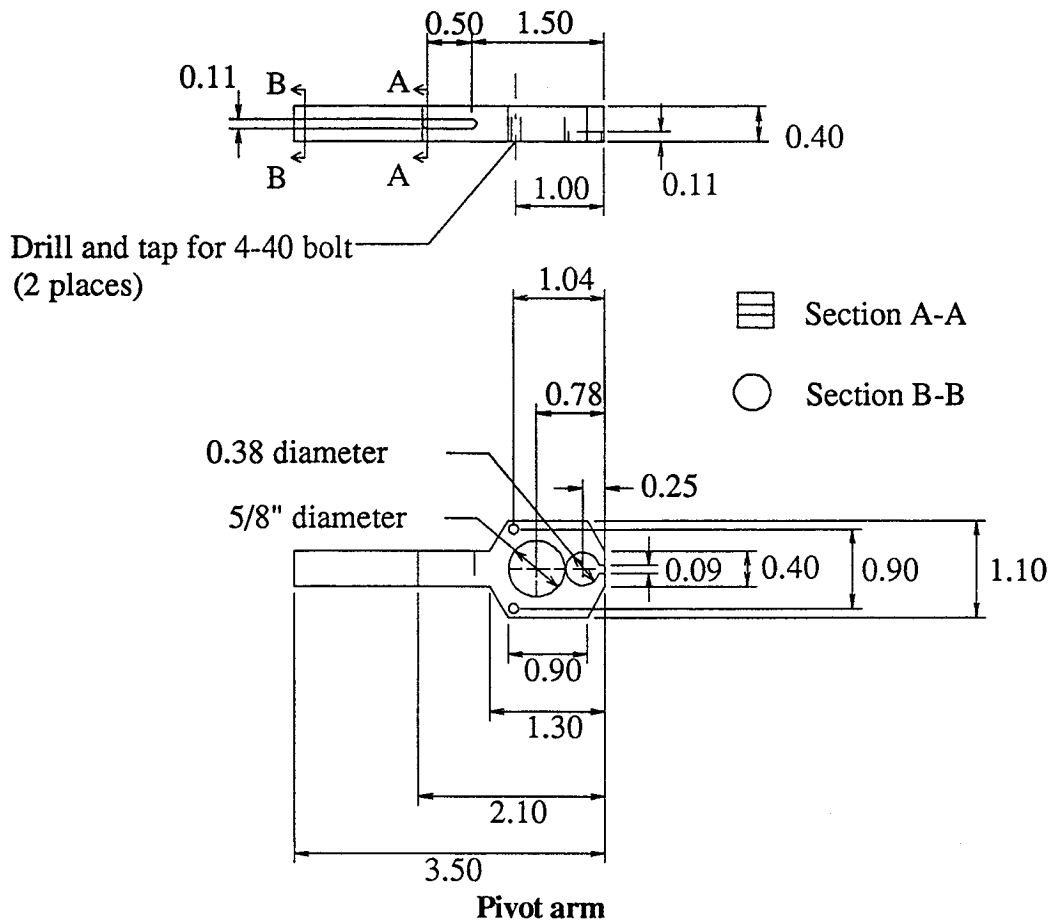 0.50
1.50
0.11
B
A
0.40
B
A
0.11
1.00
Drill and tap for 4-40 bolt
(2 places)
1.04
Section A-A
0.78
Section B-B
0.38 diameter
0.25
5/8" diameter
0.09
0.40
0.90
1.10
0.90
1.30
2.10
3.50
Pivot arm